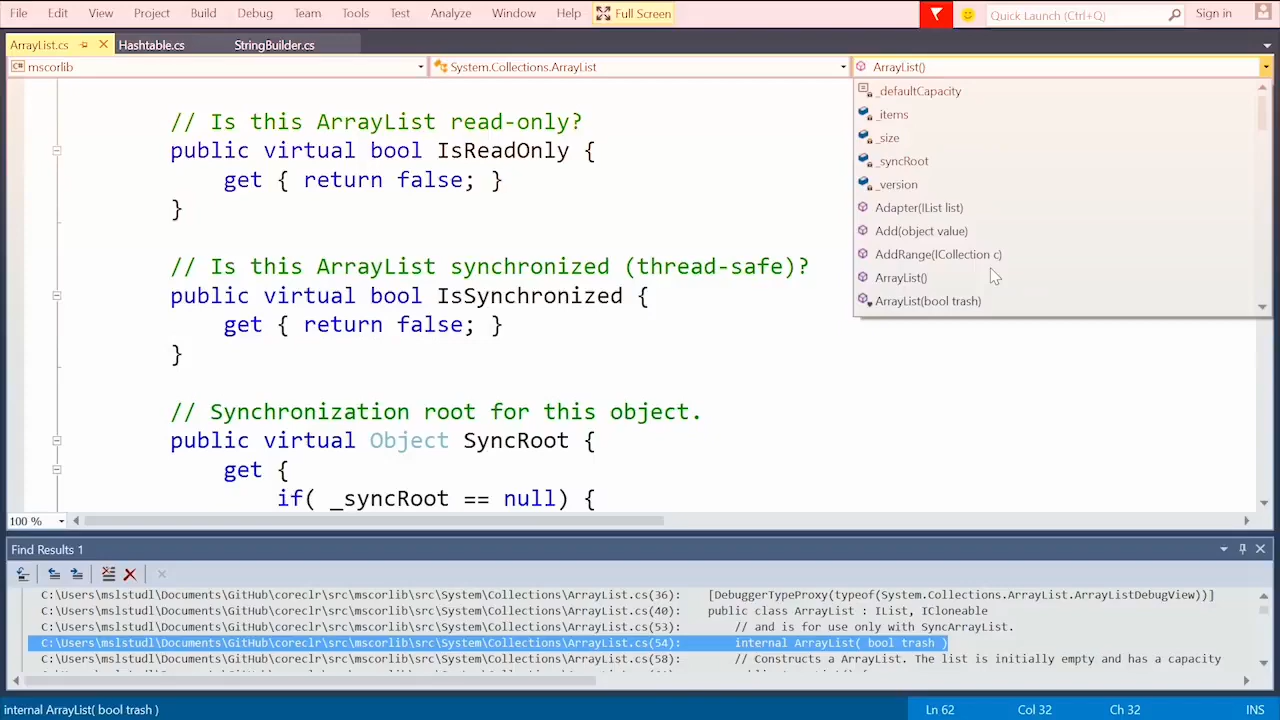 File Edit View Project Build Debug Team Tools Test Analyze Window Help Full Screen Quick Launch (Ctrl+Q) Sign in
ArrayList.cs Hashtable.cs StringBuilder.cs
C# mscorlib System.Collections.ArrayList ArrayList()
_defaultCapacity
_items
_size
_syncRoot
_version
Adapter(IList list)
Add(object value)
AddRange(ICollection c)
ArrayList()
ArrayList(bool trash)
// Is this ArrayList read-only?
public virtual bool IsReadOnly {
get { return false; }
}
// Is this ArrayList synchronized (thread-safe)?
public virtual bool IsSynchronized {
get { return false; }
}
// Synchronization root for this object.
public virtual Object SyncRoot {
get {
if( _syncRoot == null) {
100 %
Find Results 1
C:\Users\mslstudl\Documents\GitHub\coreclr\src\mscorlib\src\System\Collections\ArrayList.cs(36): [DebuggerTypeProxy(typeof(System.Collections.ArrayList.ArrayListDebugView))]
C:\Users\mslstudl\Documents\GitHub\coreclr\src\mscorlib\src\System\Collections\ArrayList.cs(40): public class ArrayList : IList, ICloneable
C:\Users\mslstudl\Documents\GitHub\coreclr\src\mscorlib\src\System\Collections\ArrayList.cs(53): // and is for use only with SyncArrayList.
C:\Users\mslstudl\Documents\GitHub\coreclr\src\mscorlib\src\System\Collections\ArrayList.cs(54): internal ArrayList( bool trash )
C:\Users\mslstudl\Documents\GitHub\coreclr\src\mscorlib\src\System\Collections\ArrayList.cs(58): // Constructs a ArrayList. The list is initially empty and has a capacity
internal ArrayList( bool trash ) Ln 62 Col 32 Ch 32 INS